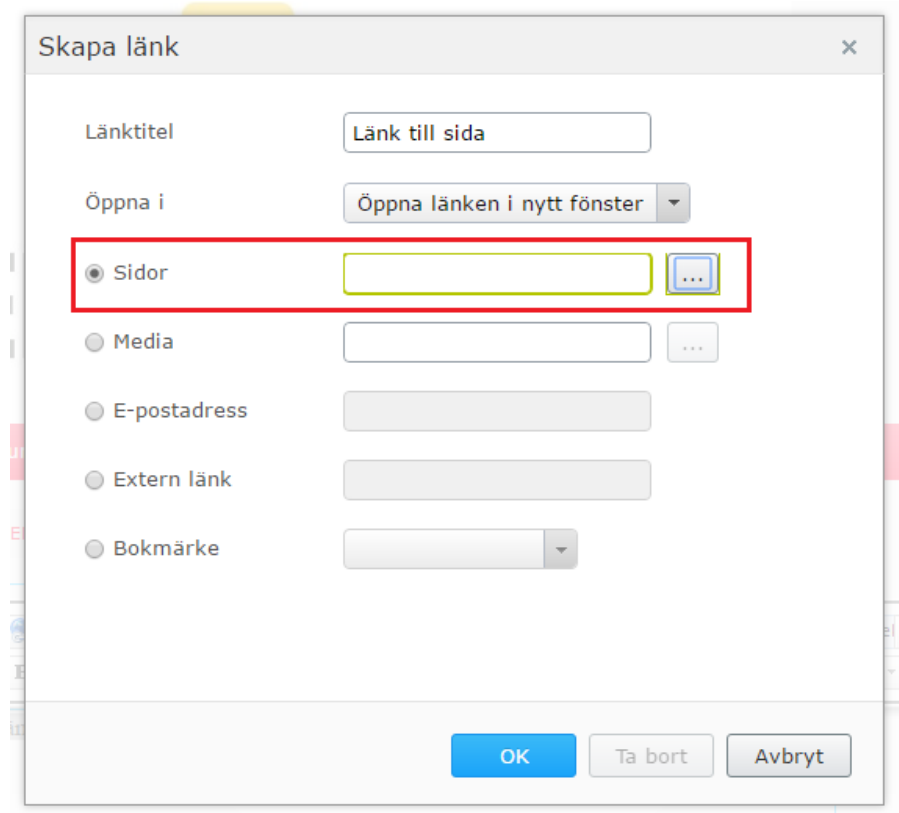 Skapa länk ×
Länktitel Länk till sida
Öppna i Öppna länken i nytt fönster
Sidor ...
Media ...
E-postadress
Extern länk
Bokmärke
OK Ta bort Avbryt